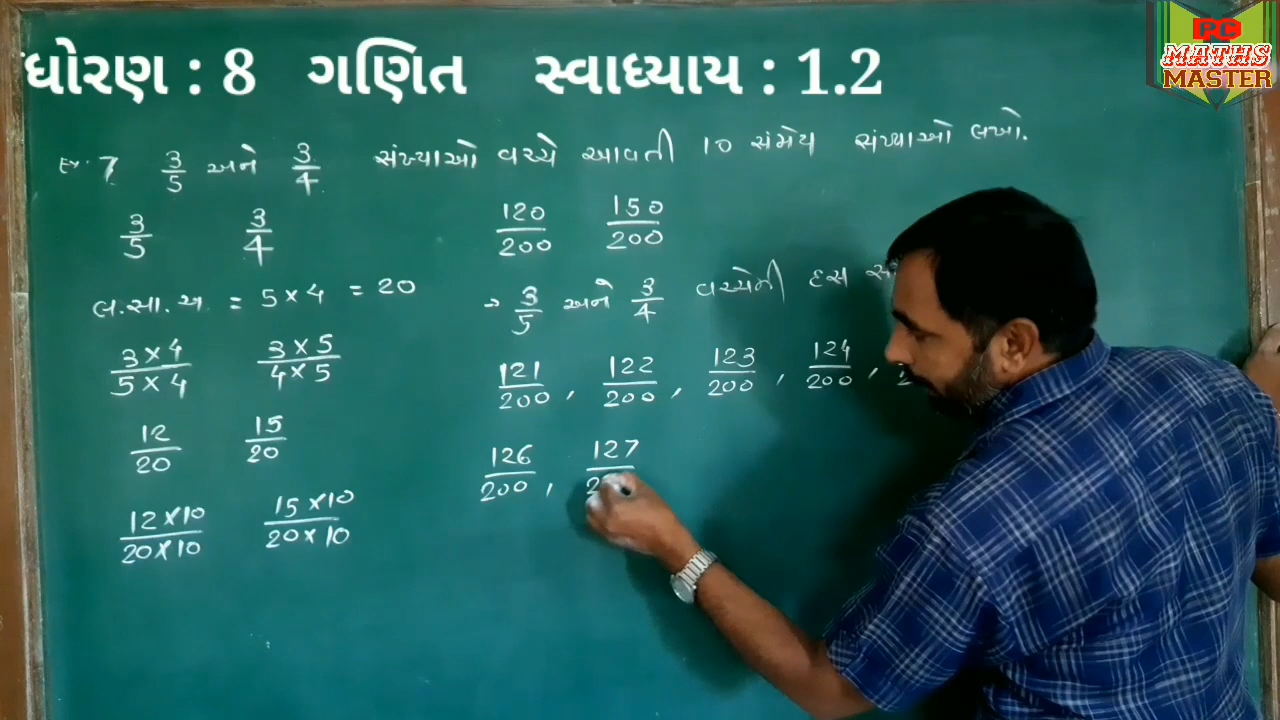 ધોરણ : 8 ગણિત સ્વાધ્યાય : 1.2
PC
MATHS
MASTER
7 3/5 અને 3/4 સંખ્યાઓ વચ્ચે આવતી 10 સંમેય સંખ્યાઓ લખો.
3/5 3/4
લ.સા.અ. = 5 × 4 = 20
3 × 4 / 5 × 4 3 × 5 / 4 × 5
12/20 15/20
12 × 10 / 20 × 10 15 × 10 / 20 × 10
120/200 150/200
→ 3/5 અને 3/4 વચ્ચેની દસ
121/200 , 122/200 , 123/200 , 124/200 ,
126/200 , 127